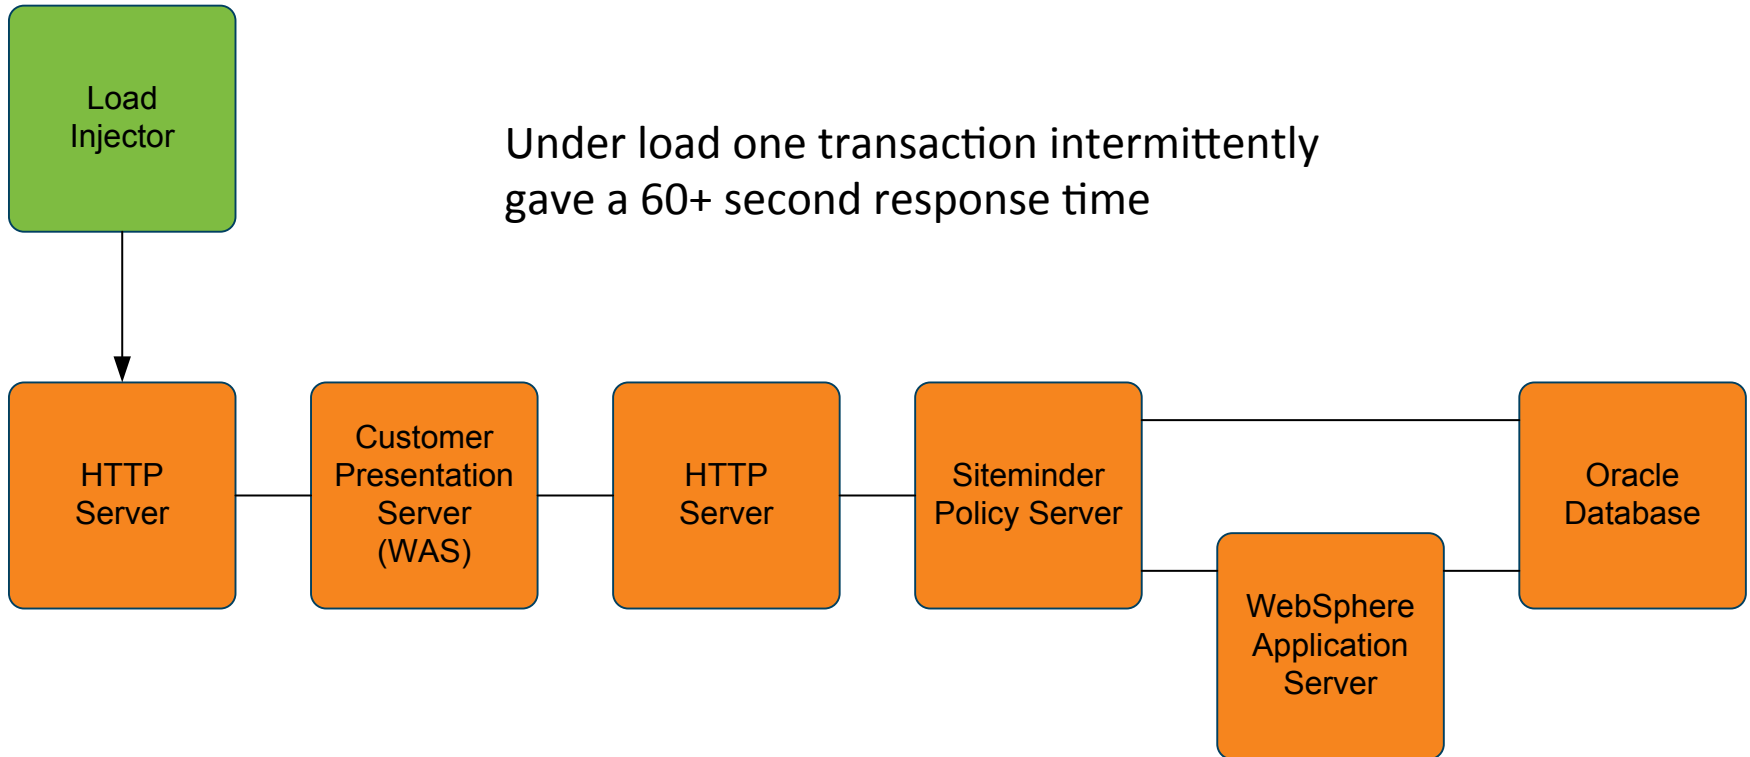 Load
Injector
Under load one transaction intermittently
gave a 60+ second response time
HTTP
Server
Customer
Presentation
Server
(WAS)
HTTP
Server
Siteminder
Policy Server
WebSphere
Application
Server
Oracle
Database